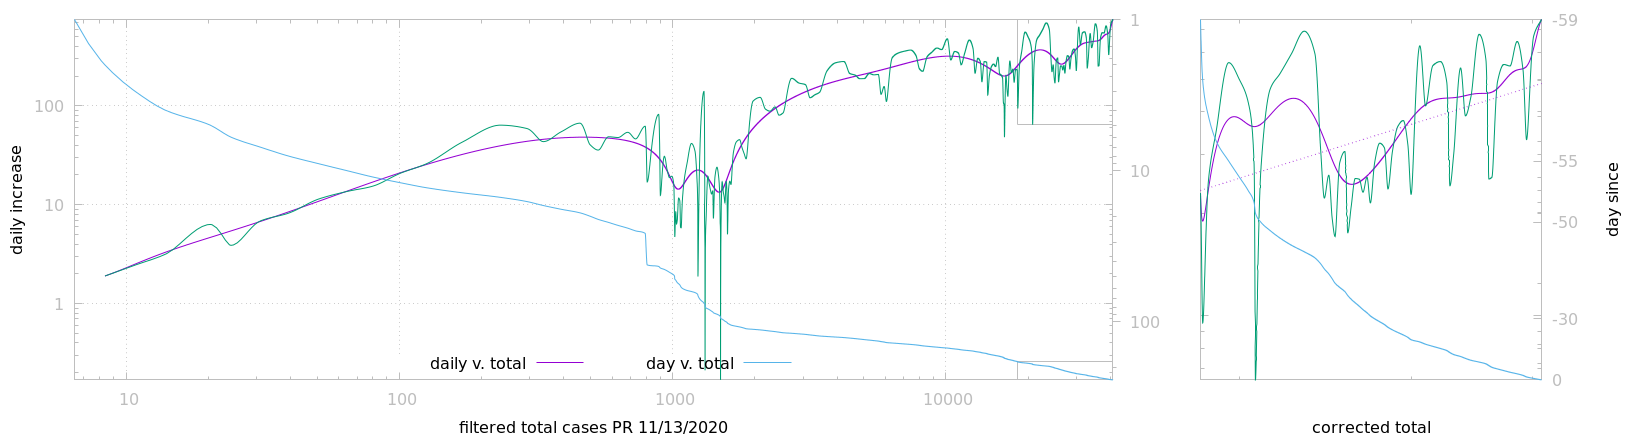 1
-59
100
daily increase
10
10
-55
-50
day since
1
100
-30
daily v. total
day v. total
0
10
100
1000
10000
filtered total cases PR 11/13/2020
corrected total